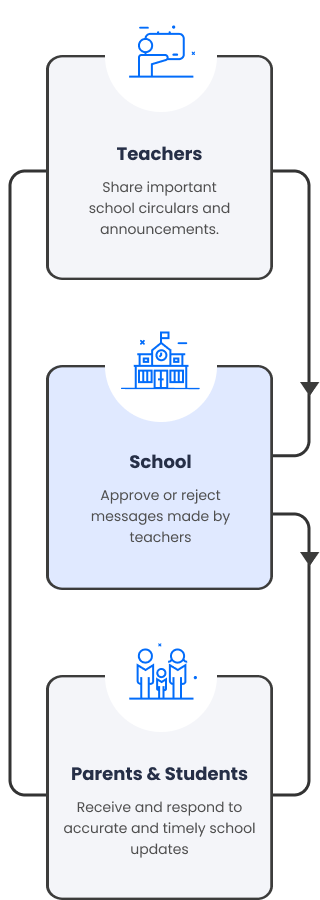 Teachers
Share important
school circulars and
announcements.
School
Approve or reject
messages made by
teachers
Parents & Students
Receive and respond to
accurate and timely school
updates